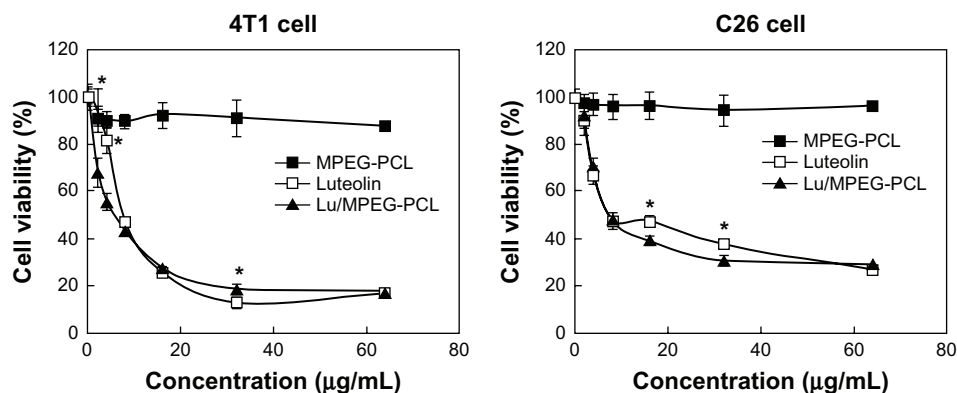 4T1 cell
120
100
80
60
40
20
0
Cell viability (%)
*
*
*
MPEG-PCL
Luteolin
Lu/MPEG-PCL
0 20 40 60 80
Concentration (µg/mL)
C26 cell
120
100
80
60
40
20
0
Cell viability (%)
*
*
MPEG-PCL
Luteolin
Lu/MPEG-PCL
0 20 40 60 80
Concentration (µg/mL)